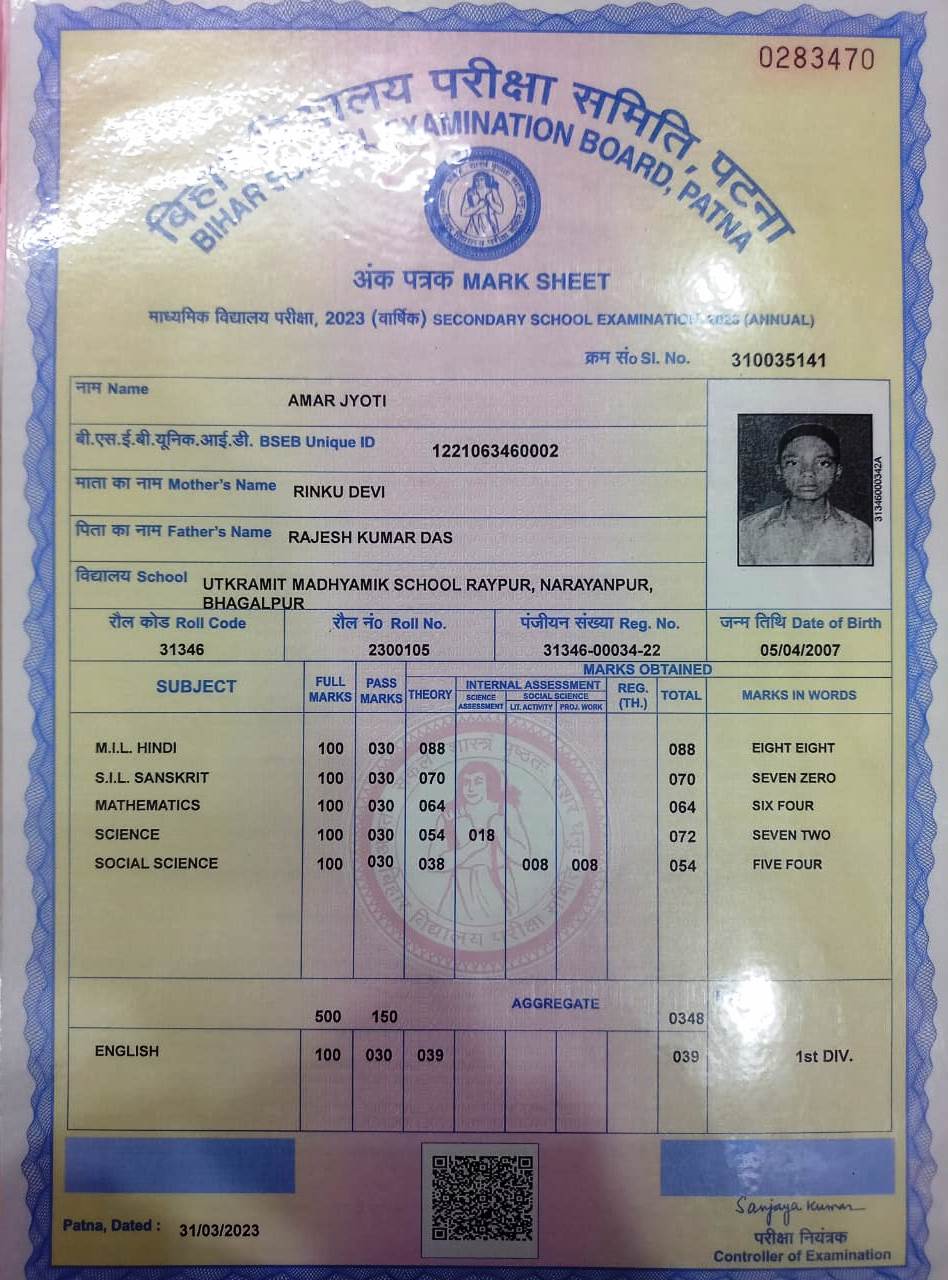 0283470
विद्यालय परीक्षा समिति, पटना
BIHAR EXAMINATION BOARD, PATNA
अंक पत्रक MARK SHEET
माध्यमिक विद्यालय परीक्षा, 2023 (वार्षिक) SECONDARY SCHOOL EXAMINATION, 2023 (ANNUAL)
क्रम सं० Sl. No. 310035141
नाम Name AMAR JYOTI
बी.एस.ई.बी.यूनिक.आई.डी. BSEB Unique ID 1221063460002
माता का नाम Mother's Name RINKU DEVI
पिता का नाम Father's Name RAJESH KUMAR DAS
31346000342A
विद्यालय School UTKRAMIT MADHYAMIK SCHOOL RAYPUR, NARAYANPUR,
BHAGALPUR
रौल कोड Roll Code रौल नं० Roll No. पंजीयन संख्या Reg. No. जन्म तिथि Date of Birth
31346 2300105 31346-00034-22 05/04/2007
MARKS OBTAINED
SUBJECT FULL MARKS PASS MARKS THEORY INTERNAL ASSESSMENT REG. (TH.) TOTAL MARKS IN WORDS
SCIENCE ASSESSMENT SOCIAL SCIENCE
LIT. ACTIVITY PROJ. WORK
M.I.L. HINDI 100 030 088 088 EIGHT EIGHT
S.I.L. SANSKRIT 100 030 070 070 SEVEN ZERO
MATHEMATICS 100 030 064 064 SIX FOUR
SCIENCE 100 030 054 018 072 SEVEN TWO
SOCIAL SCIENCE 100 030 038 008 008 054 FIVE FOUR
AGGREGATE
500 150 0348
ENGLISH 100 030 039 039 1st DIV.
Patna, Dated : 31/03/2023
Sanjaya Kumar
परीक्षा नियंत्रक
Controller of Examination